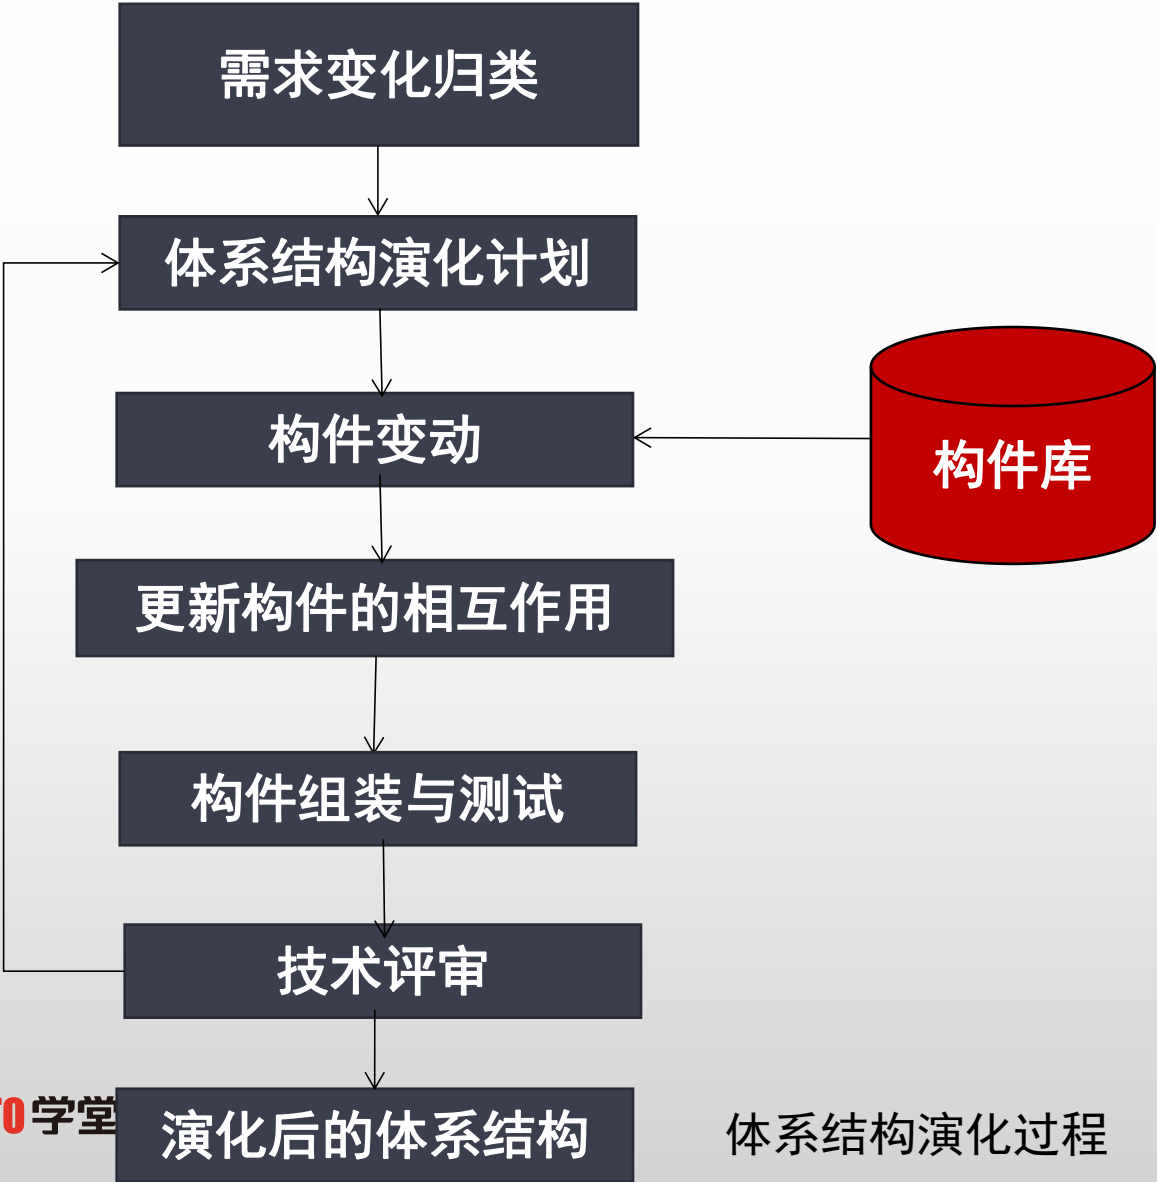 需求变化归类
体系结构演化计划
构件变动
构件库
更新构件的相互作用
构件组装与测试
技术评审
学堂
演化后的体系结构
体系结构演化过程